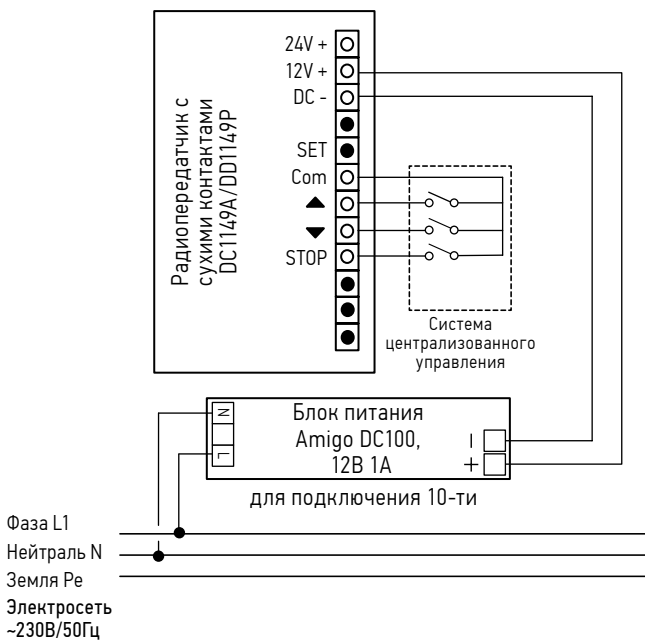 24V +
12V +
DC -
SET
Com
▲
▼
STOP
Радиопередатчик с
сухими контактами
DC1149A/DD1149P
Система
централизованного
управления
N
L
Блок питания
Amigo DC100,
12В 1А
−
+
для подключения 10-ти
Фаза L1
Нейтраль N
Земля Pe
Электросеть
~230В/50Гц